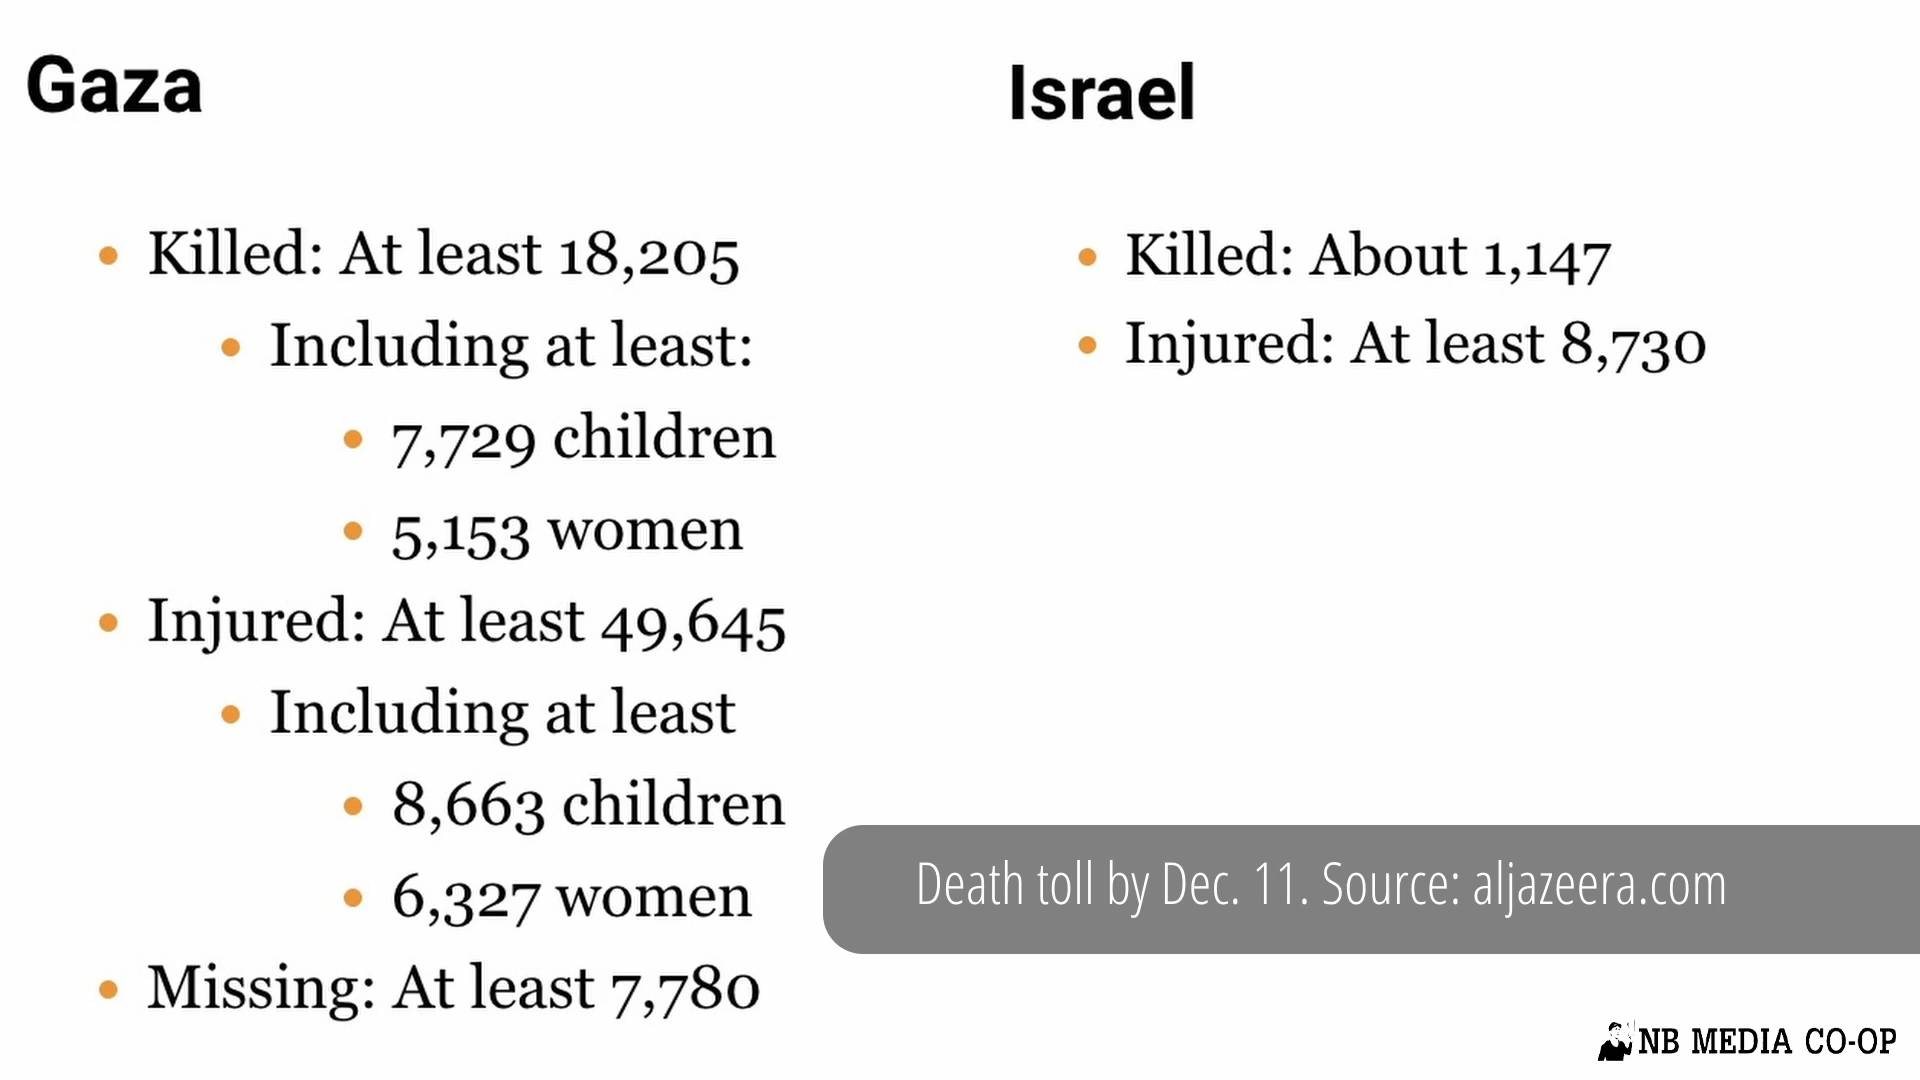 Gaza
Killed: At least 18,205
Including at least:
7,729 children
5,153 women
Injured: At least 49,645
Including at least
8,663 children
6,327 women
Missing: At least 7,780
Israel
Killed: About 1,147
Injured: At least 8,730
Death toll by Dec. 11. Source: aljazeera.com
NB MEDIA CO-OP